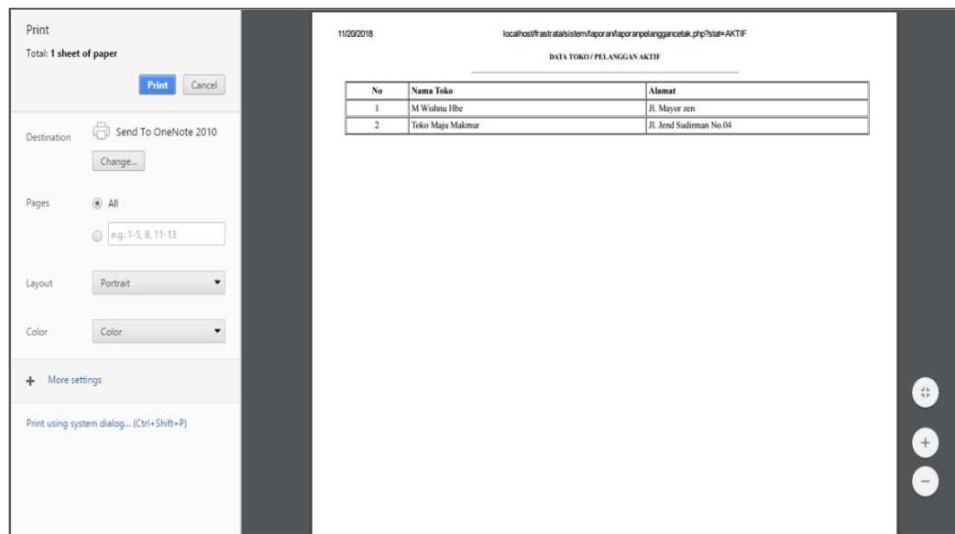 Print
Total: 1 sheet of paper
Print Cancel
Destination Send To OneNote 2010
Change...
Pages All
e.g. 1-5, 8, 11-13
Layout Portrait
Color Color
+ More settings
Print using system dialog... (Ctrl+Shift+P)
11/20/2018 localhost/frastrata/sistem/laporan/laporanpelanggancetak.php?stat=AKTIF
DATA TOKO / PELANGGAN AKTIF
No Nama Toko Alamat
1 M Wishnu Hbe Jl. Mayor zen
2 Toko Maju Makmur Jl. Jend Sudirman No.04